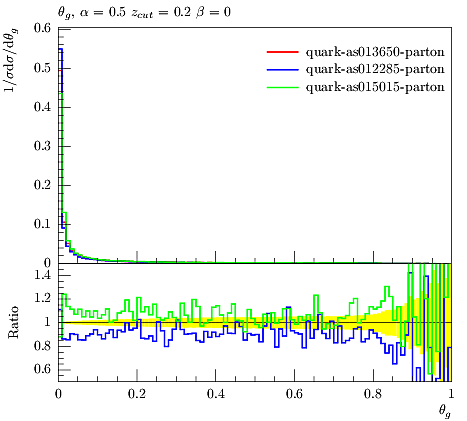 θg, α = 0.5 zcut = 0.2 β = 0
1/σdσ/dθg
quark-as013650-parton
quark-as012285-parton
quark-as015015-parton
0.6
0.5
0.4
0.3
0.2
0.1
0
Ratio
1.4
1.2
1
0.8
0.6
0 0.2 0.4 0.6 0.8 1
θg